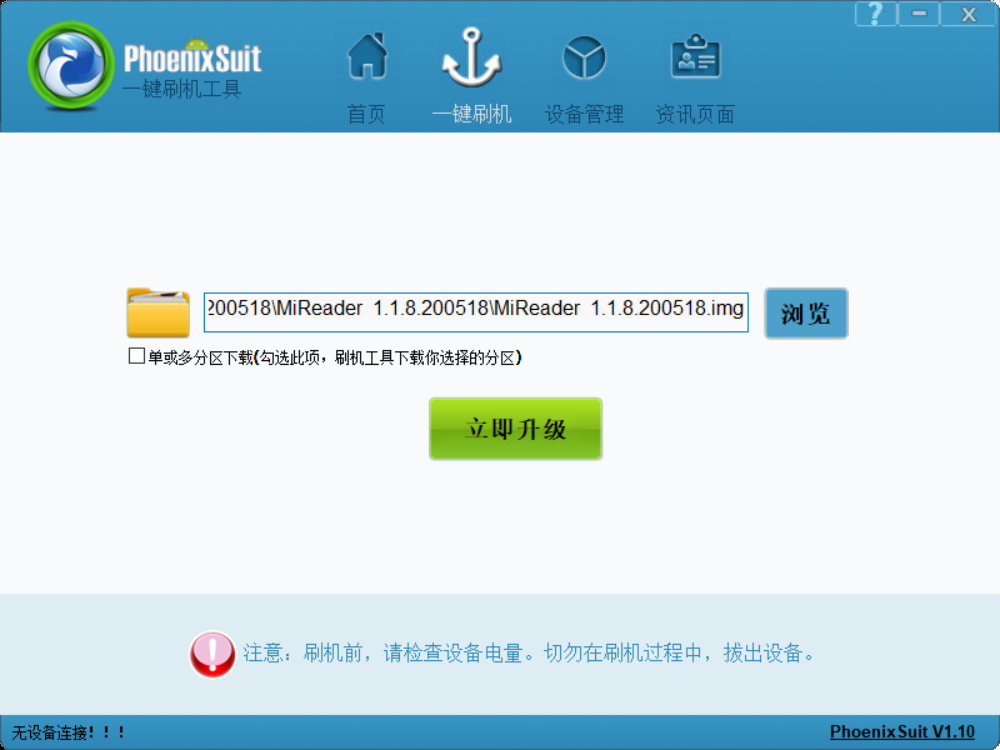 ? — X
PhoenixSuit
一键刷机工具
首页 一键刷机 设备管理 资讯页面
200518\MiReader 1.1.8.200518\MiReader 1.1.8.200518.img 浏览
单或多分区下载(勾选此项，刷机工具下载你选择的分区)
立即升级
注意：刷机前，请检查设备电量。切勿在刷机过程中，拔出设备。
无设备连接！！！ PhoenixSuit V1.10